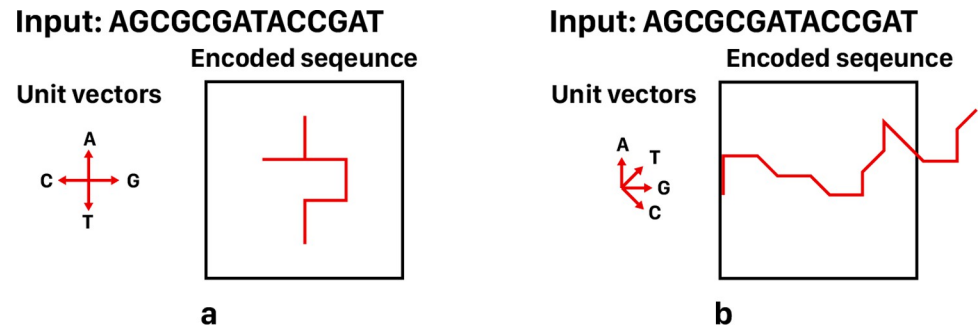 Input: AGCGCGATACCGAT
Encoded seqeunce
Unit vectors
A
C
G
T
a
Input: AGCGCGATACCGAT
Encoded seqeunce
Unit vectors
A
T
G
C
b